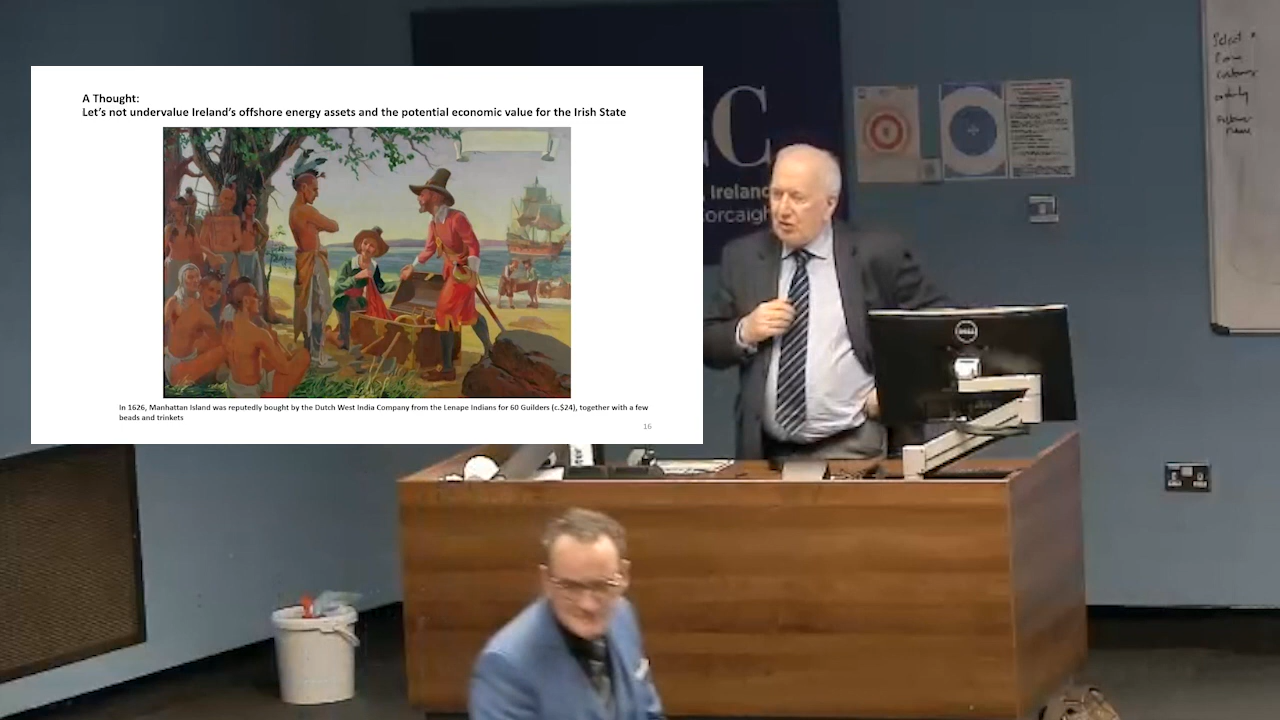 A Thought:
Let's not undervalue Ireland's offshore energy assets and the potential economic value for the Irish State
In 1626, Manhattan Island was reputedly bought by the Dutch West India Company from the Lenape Indians for 60 Guilders (c.$24), together with a few
beads and trinkets
16
C
, Ireland
Corcaigh
DELL
Select